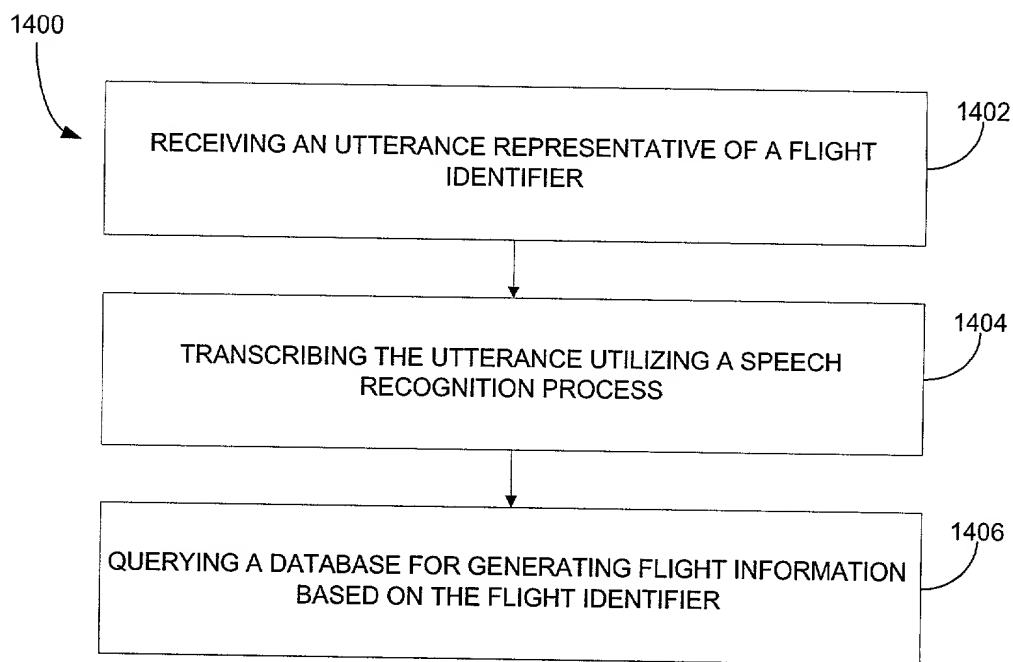 1400
1402
RECEIVING AN UTTERANCE REPRESENTATIVE OF A FLIGHT
IDENTIFIER
1404
TRANSCRIBING THE UTTERANCE UTILIZING A SPEECH
RECOGNITION PROCESS
1406
QUERYING A DATABASE FOR GENERATING FLIGHT INFORMATION
BASED ON THE FLIGHT IDENTIFIER